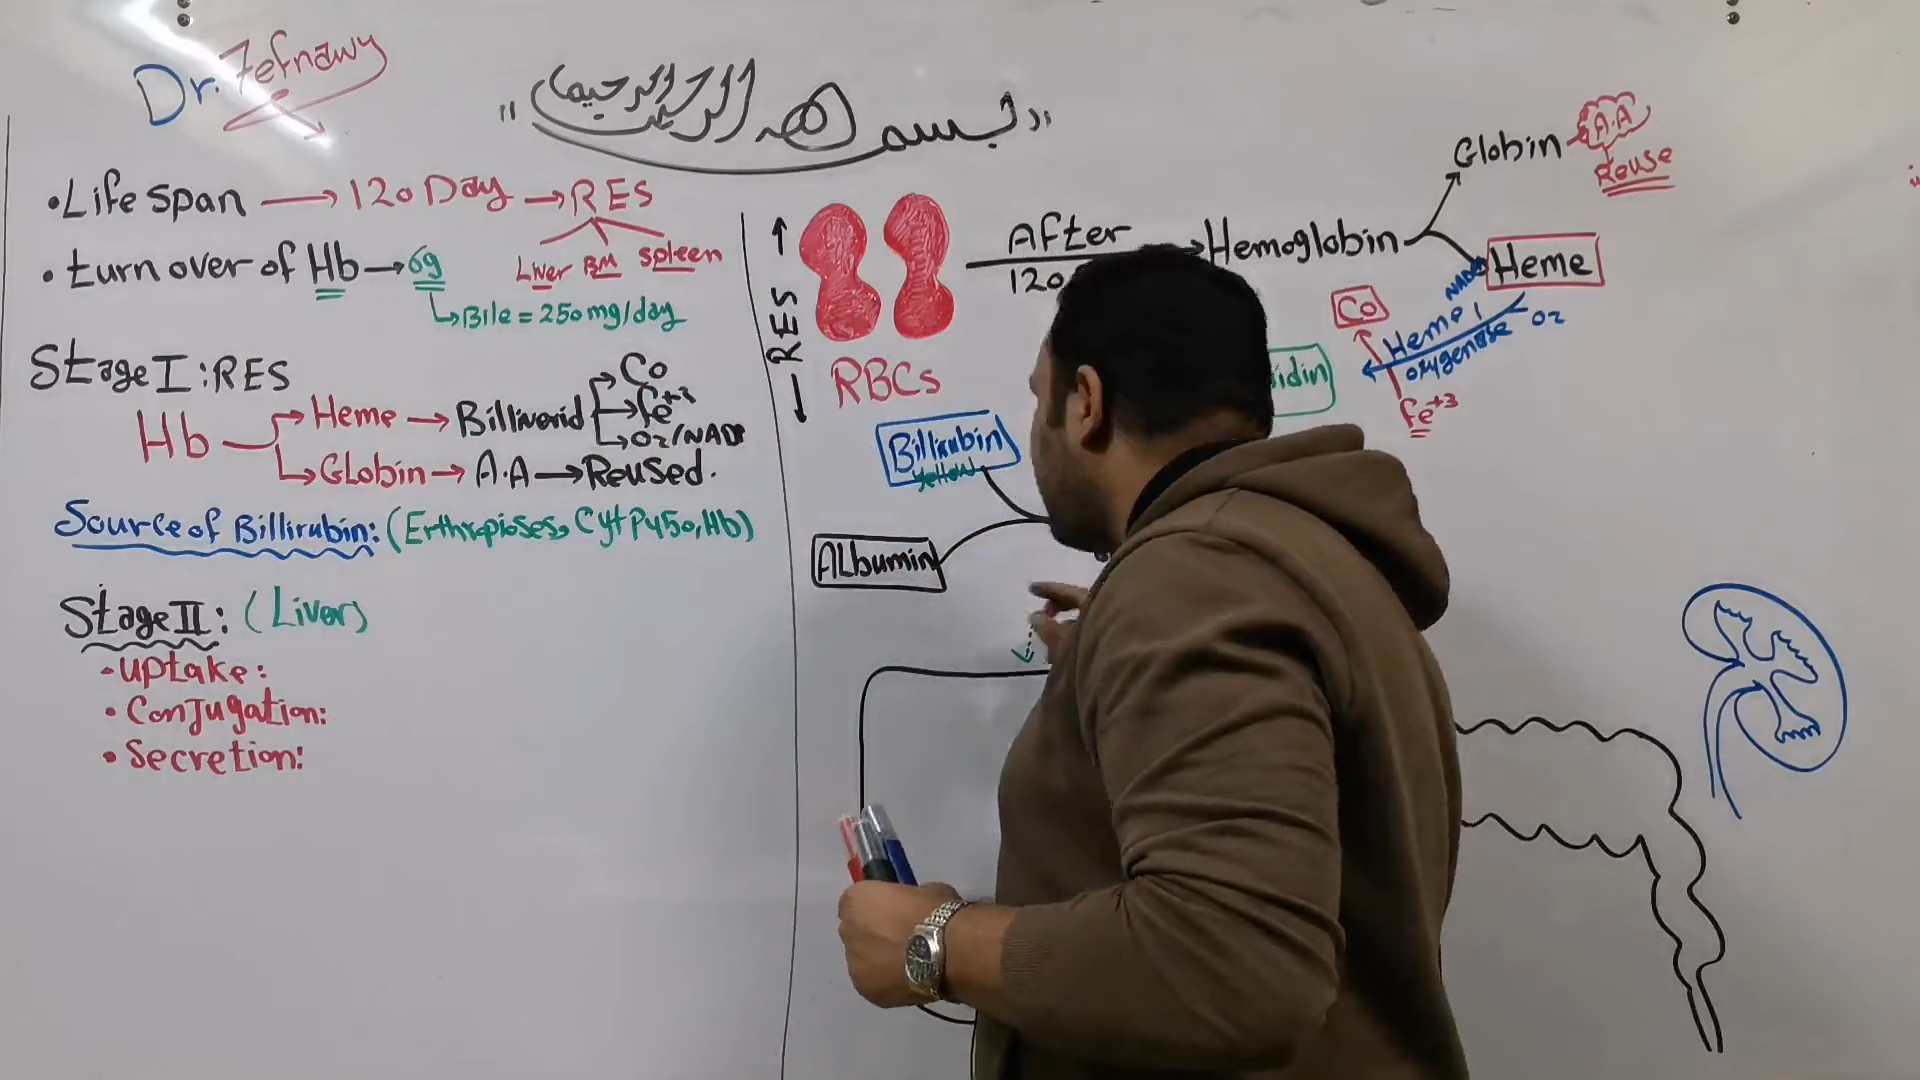 Dr. Zefnawy
"بسم الله الرحمن الرحيم"
• Life span → 120 Day → RES
Liver BM Spleen
• turn over of Hb → 6g
Bile = 250 mg/day
Stage I : RES
Hb
Heme → Billiverid
Co
fe+3
O2/NADP
Globin → A.A → Reused.
Source of Billirubin: (Erthropioses, Cyt P450, Hb)
Stage II : (Liver)
• uptake:
• Conjugation:
• Secretion:
← RES →
RBCs
After
120
Hemoglobin
Globin
A.A
Reuse
Heme
O2
Heme
oxygenase
Co
fe+3
idin
Billirubin
yellow
ALbumin